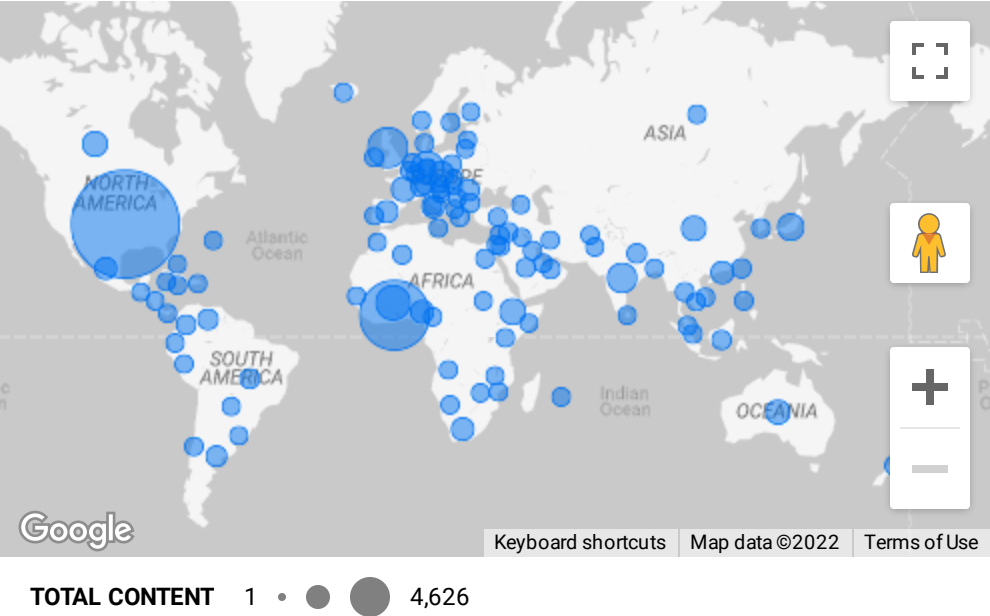 ASIA
NORTH
AMERICA
Atlantic
Ocean
AFRICA
SOUTH
AMERICA
Indian
Ocean
OCEANIA
Google
Keyboard shortcuts
Map data ©2022
Terms of Use
TOTAL CONTENT 1 4,626